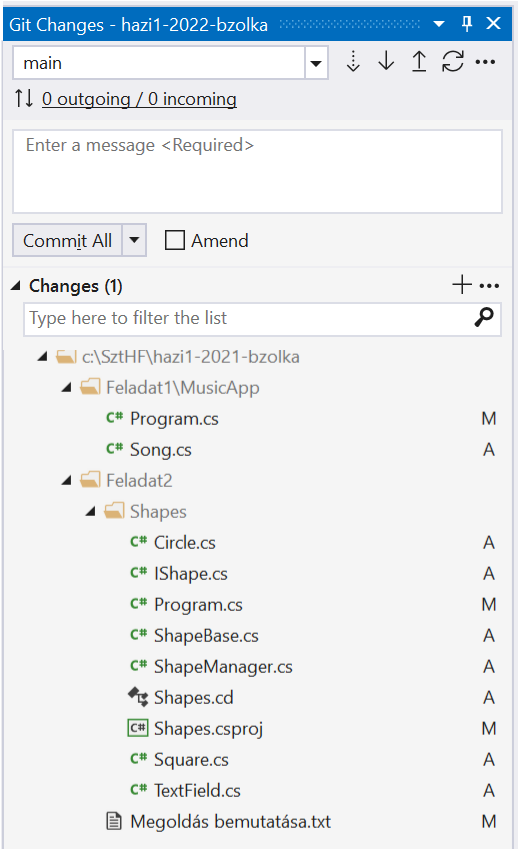 Git Changes - hazi1-2022-bzolka
main
0 outgoing / 0 incoming
Enter a message <Required>
Commit All Amend
Changes (1)
Type here to filter the list
c:\SztHF\hazi1-2021-bzolka
Feladat1\MusicApp
C# Program.cs M
C# Song.cs A
Feladat2
Shapes
C# Circle.cs A
C# IShape.cs A
C# Program.cs M
C# ShapeBase.cs A
C# ShapeManager.cs A
Shapes.cd A
C# Shapes.csproj M
C# Square.cs A
C# TextField.cs A
Megoldás bemutatása.txt M